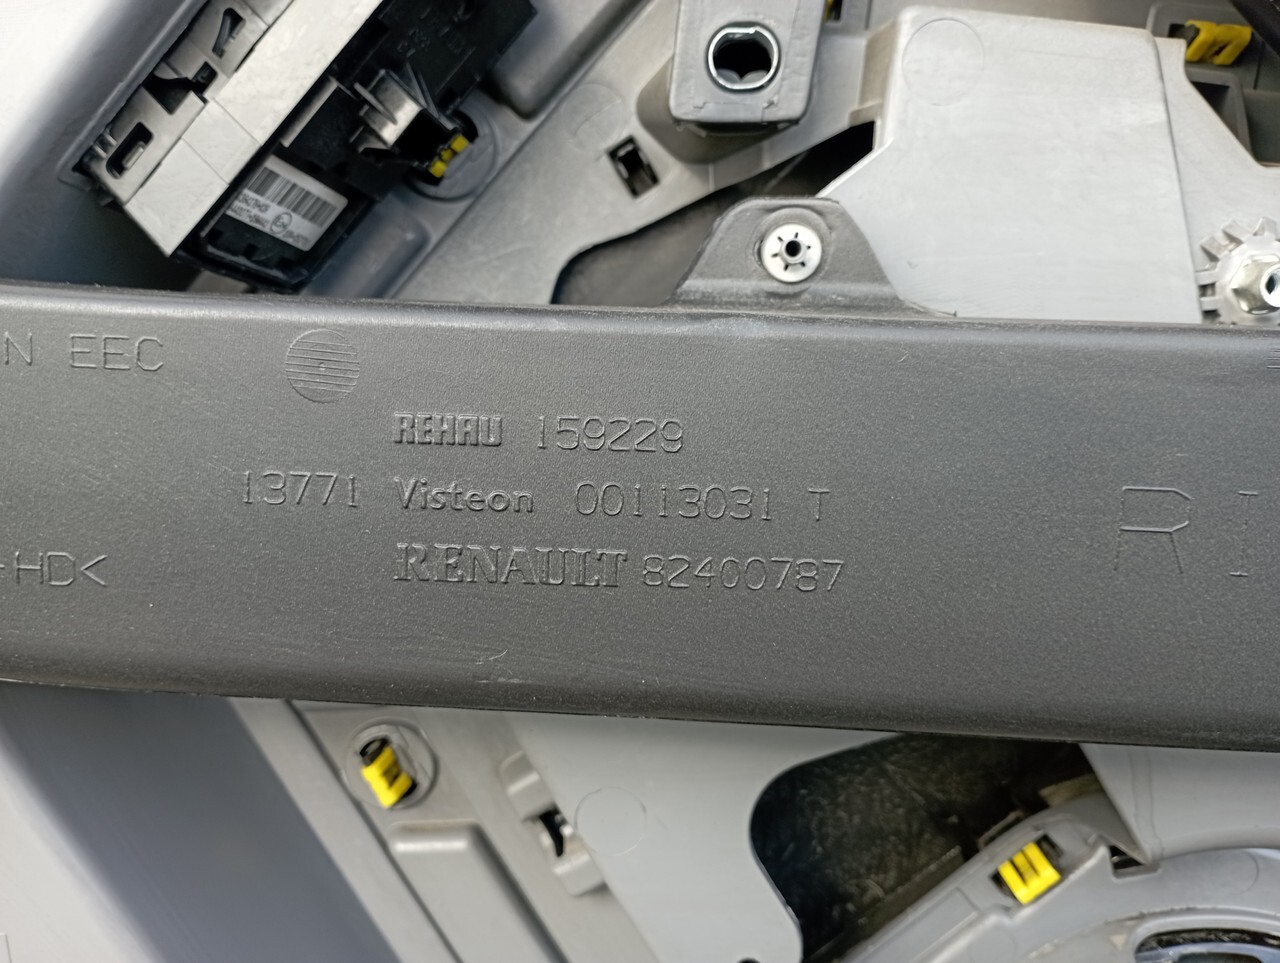 N EEC
REHAU 159229
13771 Visteon 00113031 T
RENAULT 82400787
HD<
R I